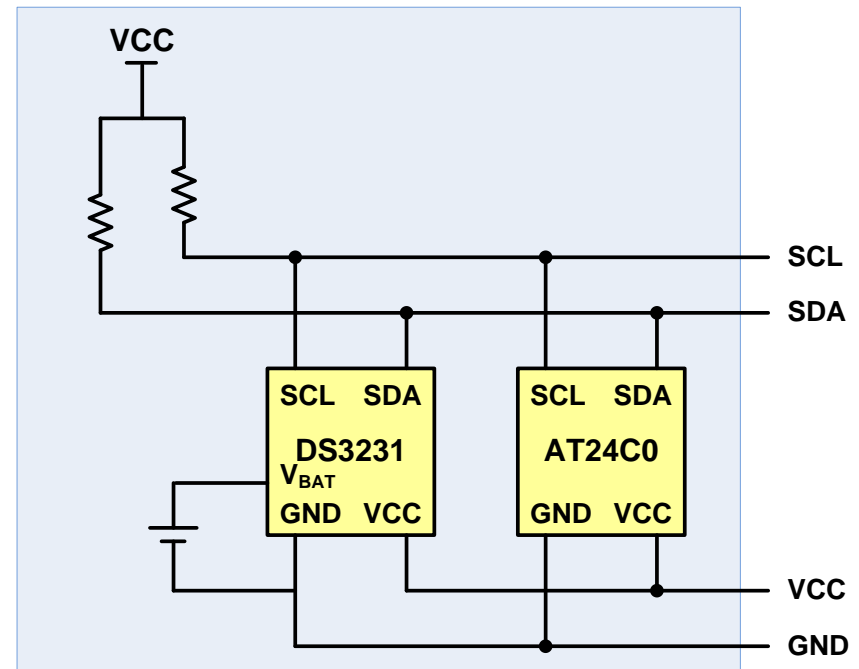 VCC
SCL
SDA
SCL SDA
DS3231
VBAT
GND VCC
SCL SDA
AT24C0
GND VCC
VCC
GND